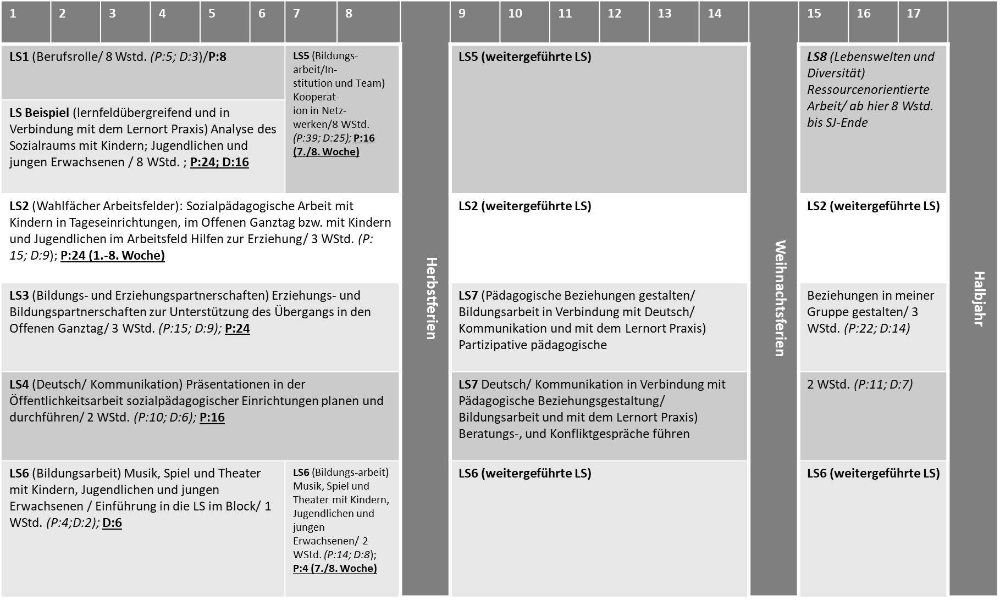 1 2 3 4 5 6 7 8 9 10 11 12 13 14 15 16 17
LS1 (Berufsrolle/ 8 Wstd. (P:5; D:3)/P:8
LS Beispiel (lernfeldübergreifend und in
Verbindung mit dem Lernort Praxis) Analyse des
Sozialraums mit Kindern; Jugendlichen und
jungen Erwachsenen / 8 WStd. ; P:24; D:16
LS5 (Bildungs-
arbeit/In-
stitution und Team)
Kooperat-
ion in Netz-
werken/8 WStd.
(P:39; D:25); P:16
(7./8. Woche)
LS5 (weitergeführte LS)
LS8 (Lebenswelten und
Diversität)
Ressourcenorientierte
Arbeit/ ab hier 8 Wstd.
bis SJ-Ende
LS2 (Wahlfächer Arbeitsfelder): Sozialpädagogische Arbeit mit
Kindern in Tageseinrichtungen, im Offenen Ganztag bzw. mit Kindern
und Jugendlichen im Arbeitsfeld Hilfen zur Erziehung/ 3 WStd. (P:
15; D:9); P:24 (1.-8. Woche)
LS2 (weitergeführte LS)
LS2 (weitergeführte LS)
Herbstferien
Weihnachtsferien
Halbjahr
LS3 (Bildungs- und Erziehungspartnerschaften) Erziehungs- und
Bildungspartnerschaften zur Unterstützung des Übergangs in den
Offenen Ganztag/ 3 WStd. (P:15; D:9); P:24
LS7 (Pädagogische Beziehungen gestalten/
Bildungsarbeit in Verbindung mit Deutsch/
Kommunikation und mit dem Lernort Praxis)
Partizipative pädagogische
Beziehungen in meiner
Gruppe gestalten/ 3
WStd. (P:22; D:14)
LS4 (Deutsch/ Kommunikation) Präsentationen in der
Öffentlichkeitsarbeit sozialpädagogischer Einrichtungen planen und
durchführen/ 2 WStd. (P:10; D:6); P:16
LS7 Deutsch/ Kommunikation in Verbindung mit
Pädagogische Beziehungsgestaltung/
Bildungsarbeit und mit dem Lernort Praxis)
Beratungs-, und Konfliktgespräche führen
2 WStd. (P:11; D:7)
LS6 (Bildungsarbeit) Musik, Spiel und Theater
mit Kindern, Jugendlichen und jungen
Erwachsenen / Einführung in die LS im Block/ 1
WStd. (P:4;D:2); D:6
LS6 (Bildungs-arbeit)
Musik, Spiel und
Theater mit Kindern,
Jugendlichen und
jungen
Erwachsenen/ 2
WStd. (P:14; D:8);
P:4 (7./8. Woche)
LS6 (weitergeführte LS)
LS6 (weitergeführte LS)